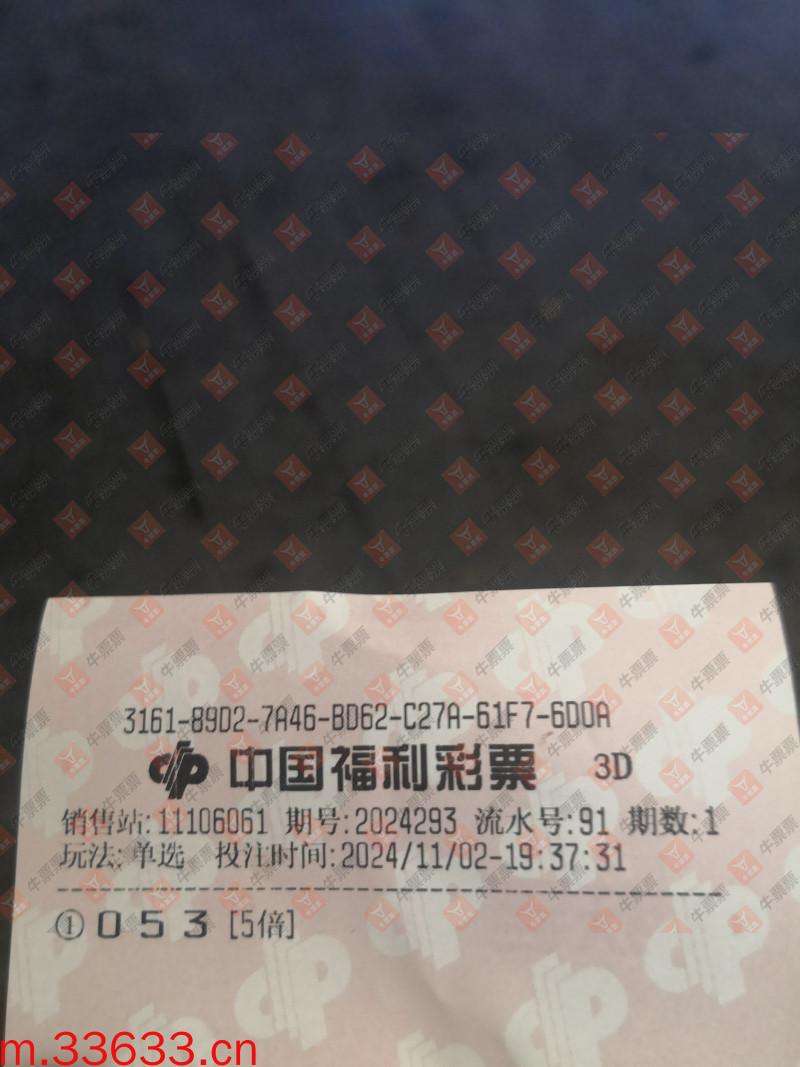 3161-89D2-7A46-BD62-C27A-61F7-6D0A
中国福利彩票 3D
销售站:11106061 期号:2024293 流水号:91 期数:1
玩法:单选 投注时间:2024/11/02-19:37:31
① 0 5 3 [5倍]
牛票票
m.33633.cn